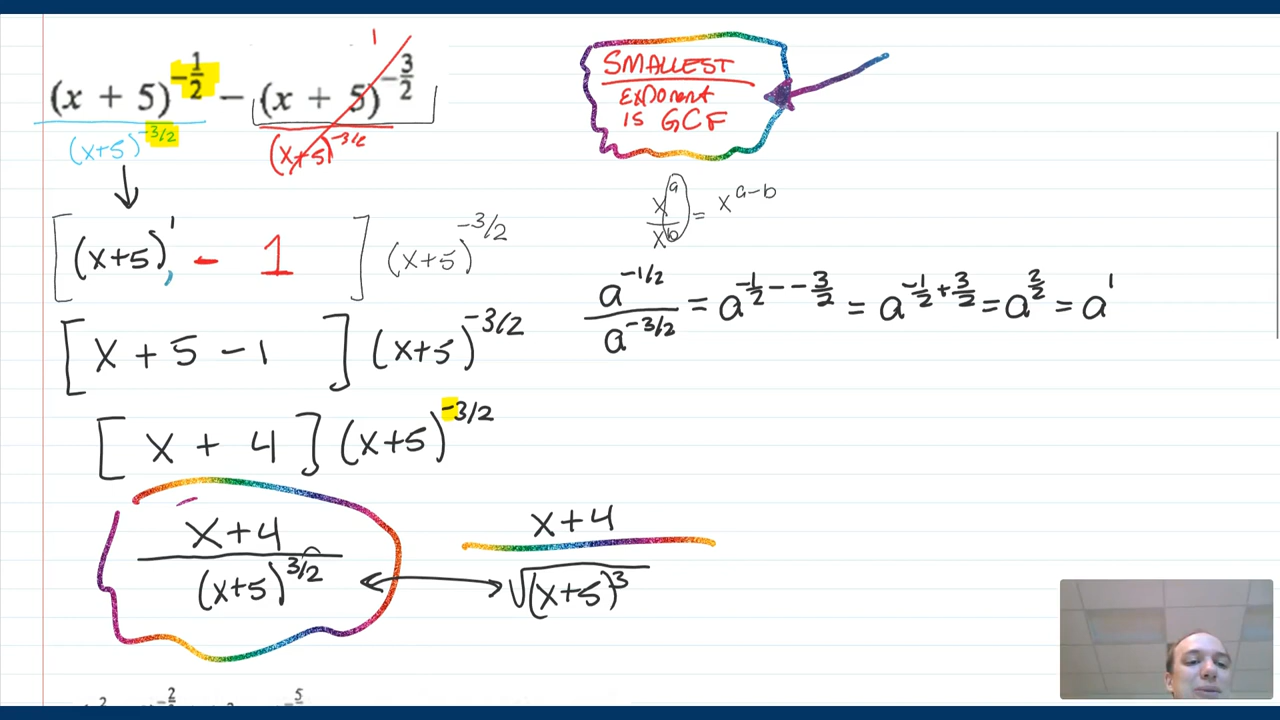 (x + 5)^{-1/2} - (x + 5)^{-3/2} 1
(x+5)^{-3/2} (x+5)^{-3/2}
[ (x+5)^1 - 1 ] (x+5)^{-3/2}
[ x + 5 - 1 ] (x+5)^{-3/2}
[ x + 4 ] (x+5)^{-3/2}
x+4
(x+5)^{3/2}
x+4
√(x+5)^3
SMALLEST
EXPONENT
IS GCF
x^a / x^b = x^{a-b}
a^{-1/2} / a^{-3/2} = a^{-1/2 - -3/2} = a^{-1/2 + 3/2} = a^{2/2} = a^1